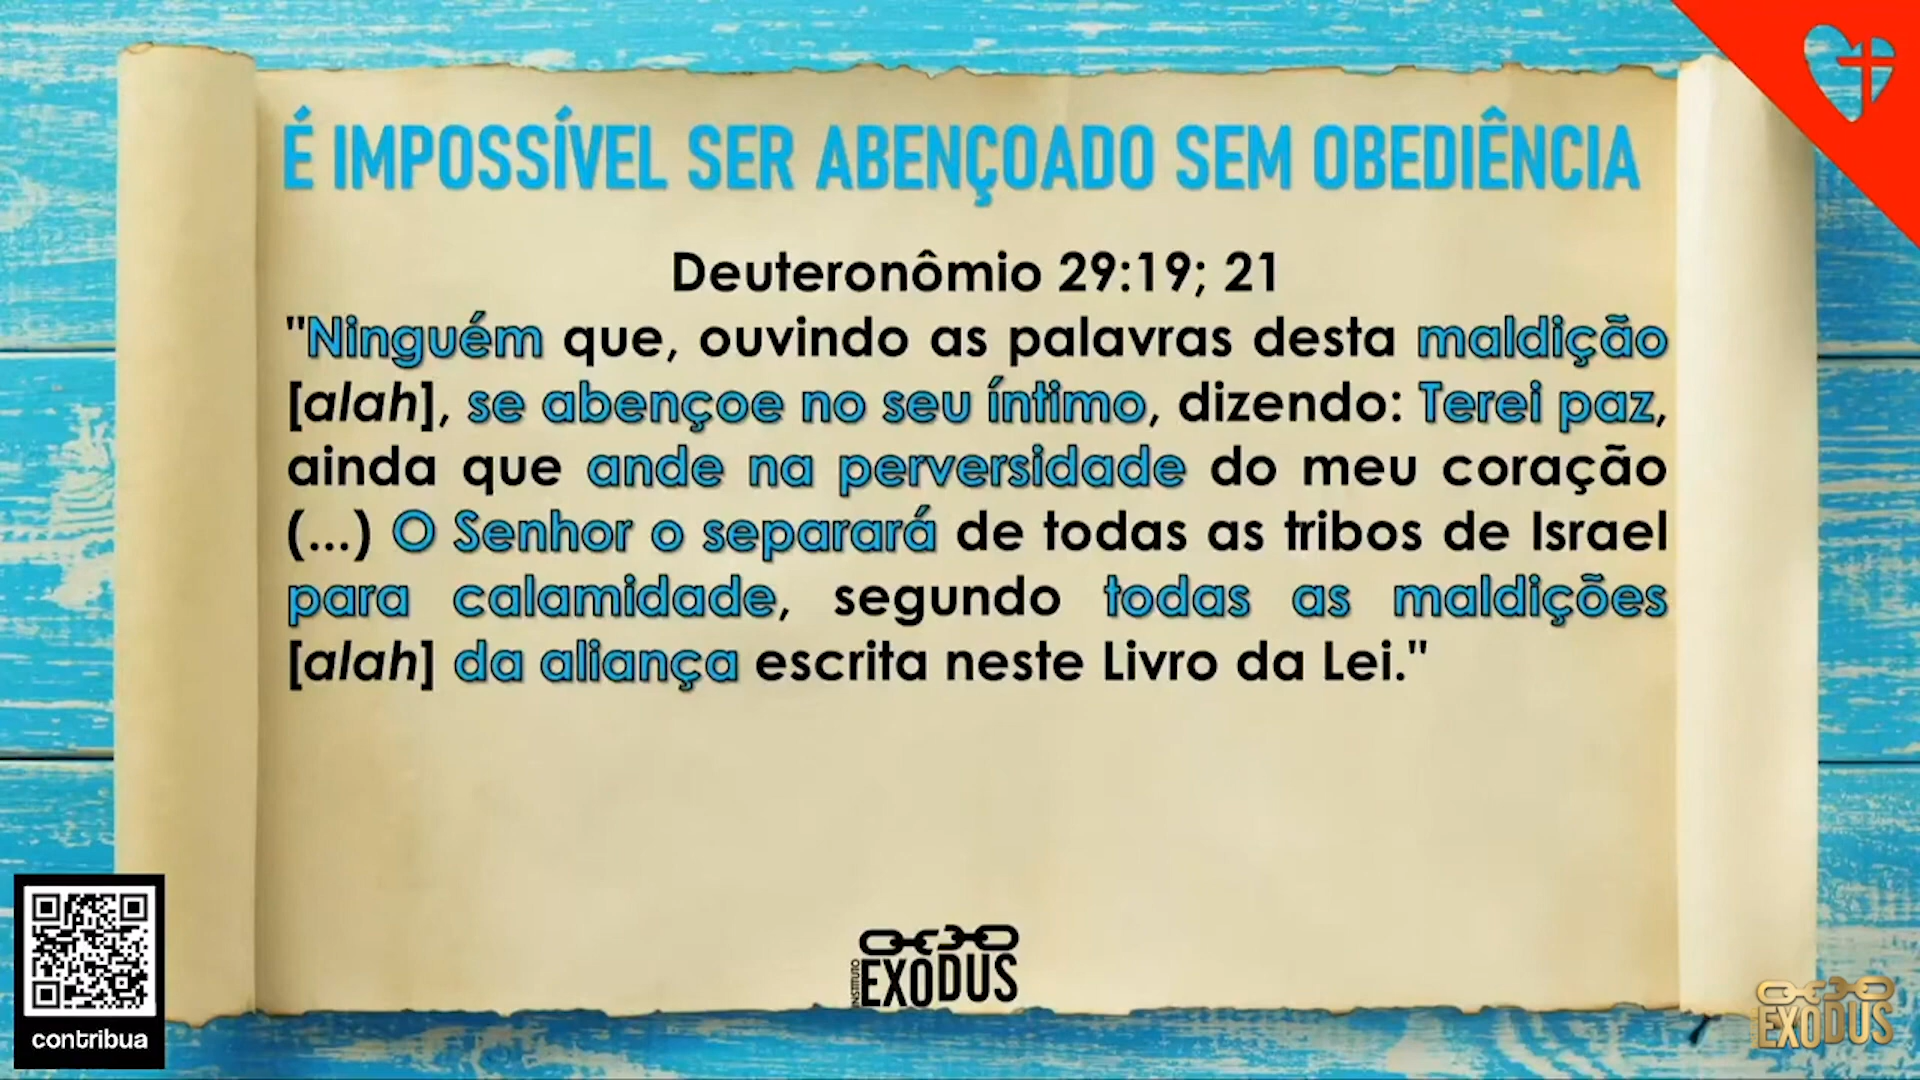 É IMPOSSÍVEL SER ABENÇOADO SEM OBEDIÊNCIA
Deuteronômio 29:19; 21
"Ninguém que, ouvindo as palavras desta maldição
[alah], se abençoe no seu íntimo, dizendo: Terei paz,
ainda que ande na perversidade do meu coração
(...) O Senhor o separará de todas as tribos de Israel
para calamidade, segundo todas as maldições
[alah] da aliança escrita neste Livro da Lei."
INSTITUTO
EXODUS
contribua
EXODUS